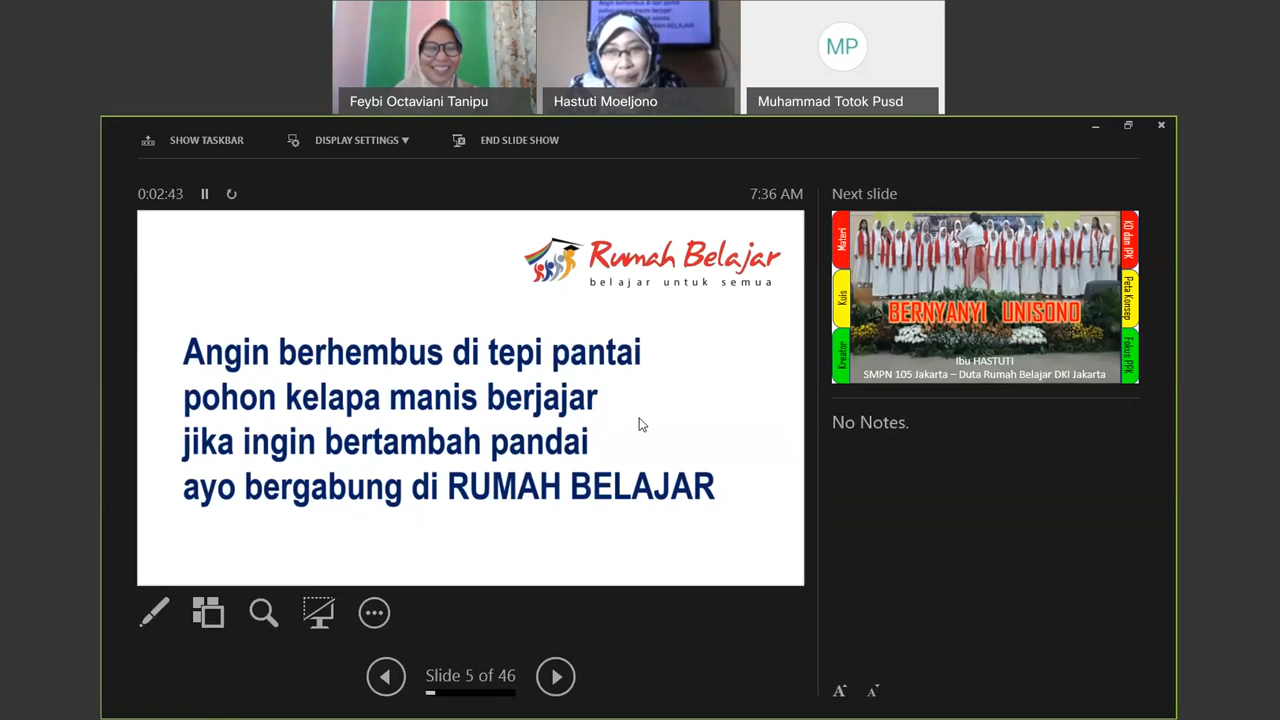 MP
Feybi Octaviani Tanipu
Hastuti Moeljono
Muhammad Totok Pusd
SHOW TASKBAR
DISPLAY SETTINGS ▾
END SLIDE SHOW
0:02:43
7:36 AM
Rumah Belajar
belajar untuk semua
Angin berhembus di tepi pantai
pohon kelapa manis berjajar
jika ingin bertambah pandai
ayo bergabung di RUMAH BELAJAR
Slide 5 of 46
Next slide
Materi
Kuis
Kreator
KD dan IPK
Peta Konsep
Fokus PPK
BERNYANYI UNISONO
Ibu HASTUTI
SMPN 105 Jakarta – Duta Rumah Belajar DKI Jakarta
No Notes.
A A